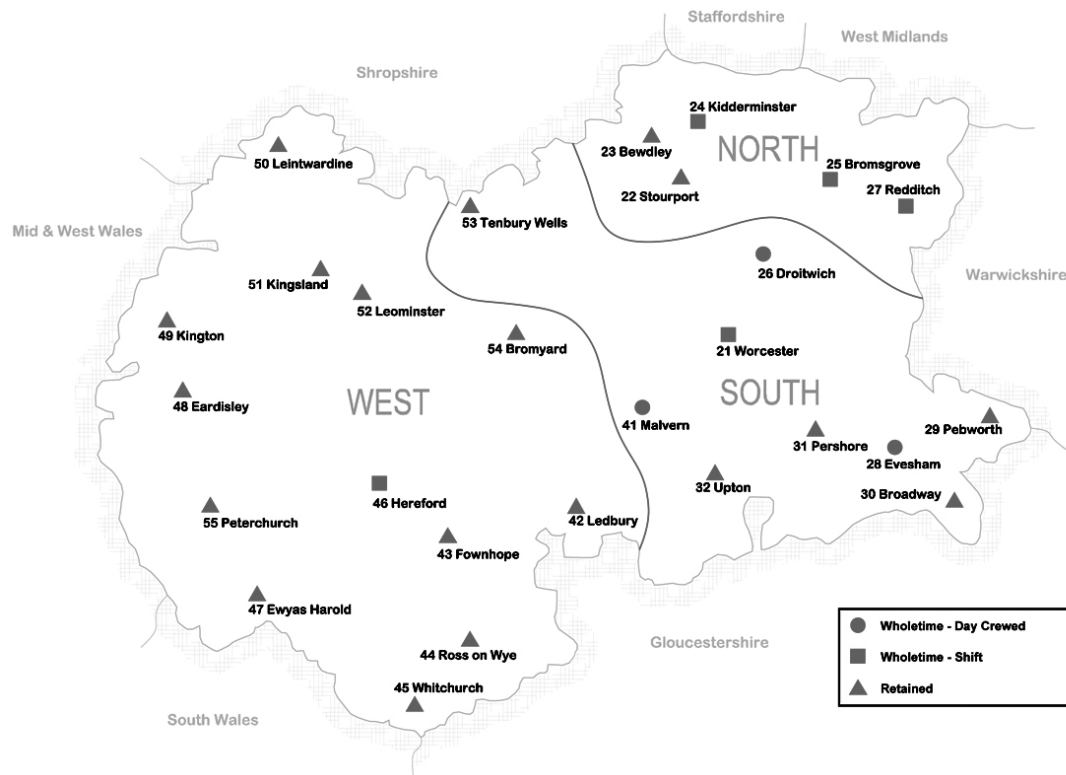 Staffordshire
West Midlands
Shropshire
24 Kidderminster
23 Bewdley
NORTH
50 Leintwardine
25 Bromsgrove
22 Stourport
27 Redditch
53 Tenbury Wells
Mid & West Wales
26 Droitwich
Warwickshire
51 Kingsland
52 Leominster
49 Kington
54 Bromyard
21 Worcester
48 Eardisley
WEST
SOUTH
41 Malvern
29 Pebworth
31 Pershore
28 Evesham
32 Upton
30 Broadway
46 Hereford
55 Peterchurch
42 Ledbury
43 Fownhope
47 Ewyas Harold
Gloucestershire
44 Ross on Wye
45 Whitchurch
South Wales
Wholetime - Day Crewed
Wholetime - Shift
Retained